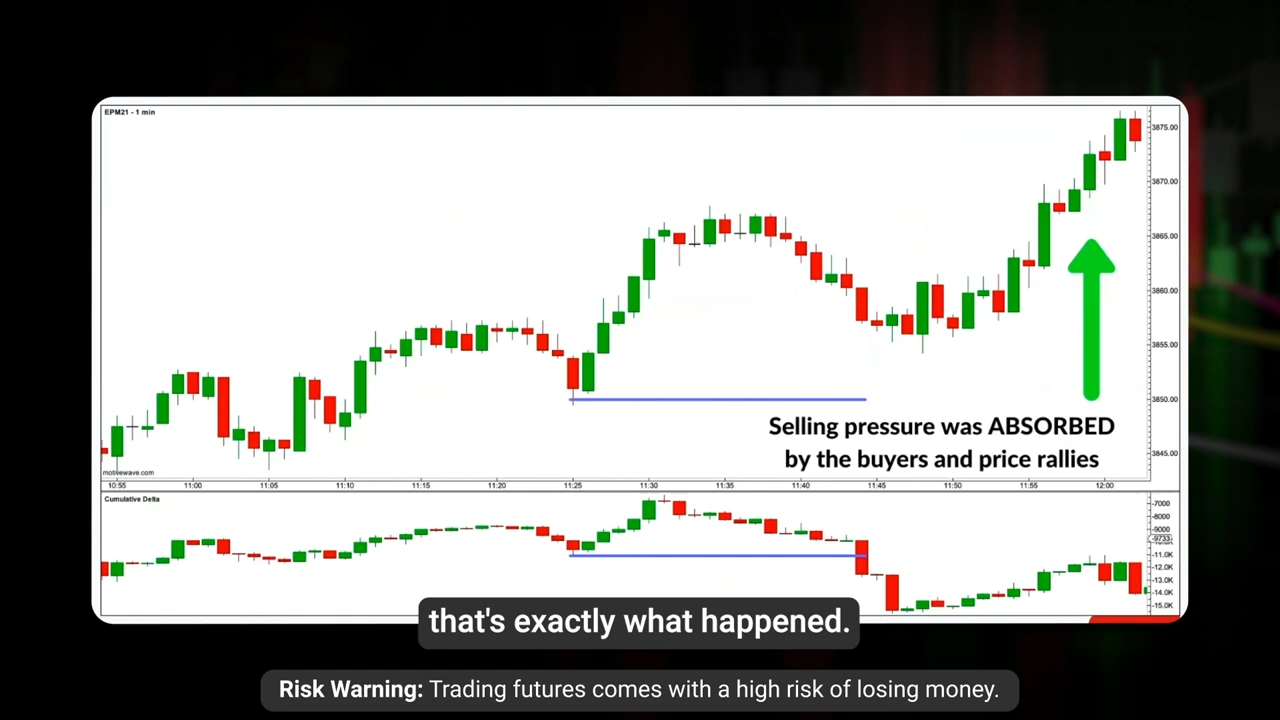 EPM21 - 1 min
3875.00
3870.00
3865.00
3860.00
3855.00
3850.00
3845.00
Selling pressure was ABSORBED
by the buyers and price rallies
motivewave.com
10:55 11:00 11:05 11:10 11:15 11:20 11:25 11:30 11:35 11:40 11:45 11:50 11:55 12:00
Cumulative Delta
-7000
-8000
-9000
-9733
-11.0K
-12.0K
-13.0K
-14.0K
-15.0K
that's exactly what happened.
Risk Warning: Trading futures comes with a high risk of losing money.